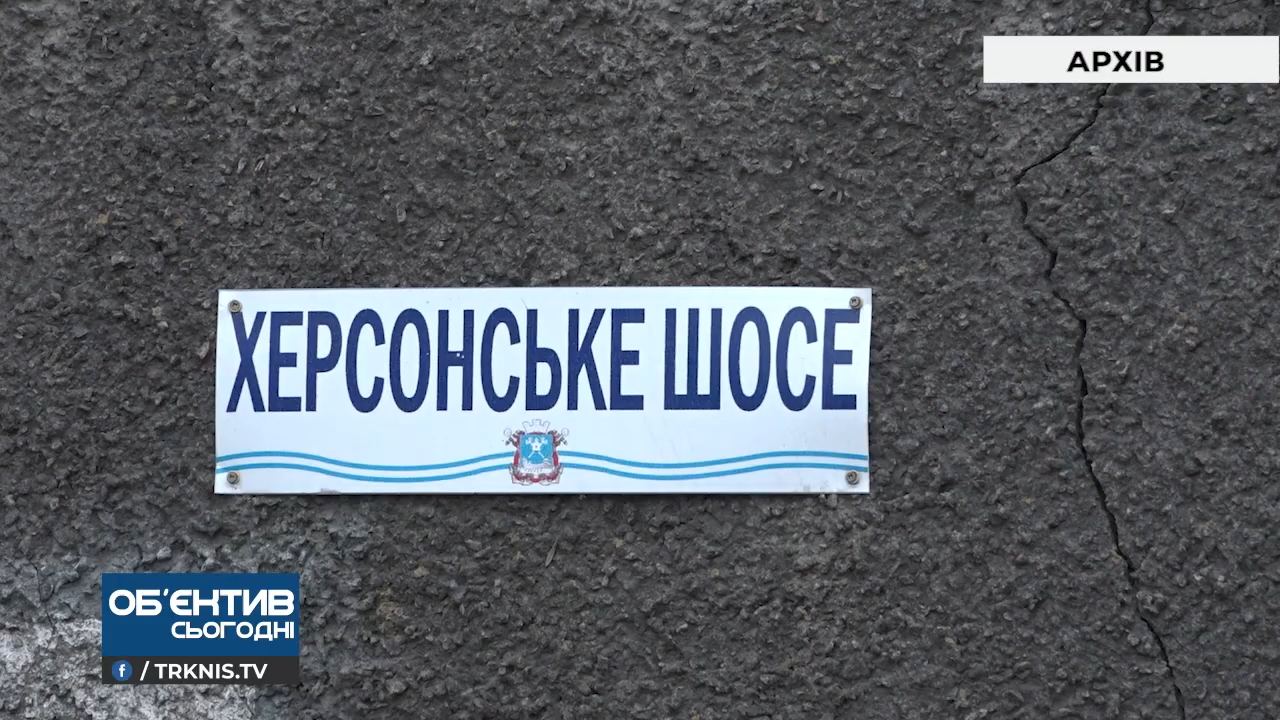 АРХІВ
ХЕРСОНСЬКЕ ШОСЕ
ОБ'ЄКТИВ
СЬОГОДНІ
f / TRKNIS.TV